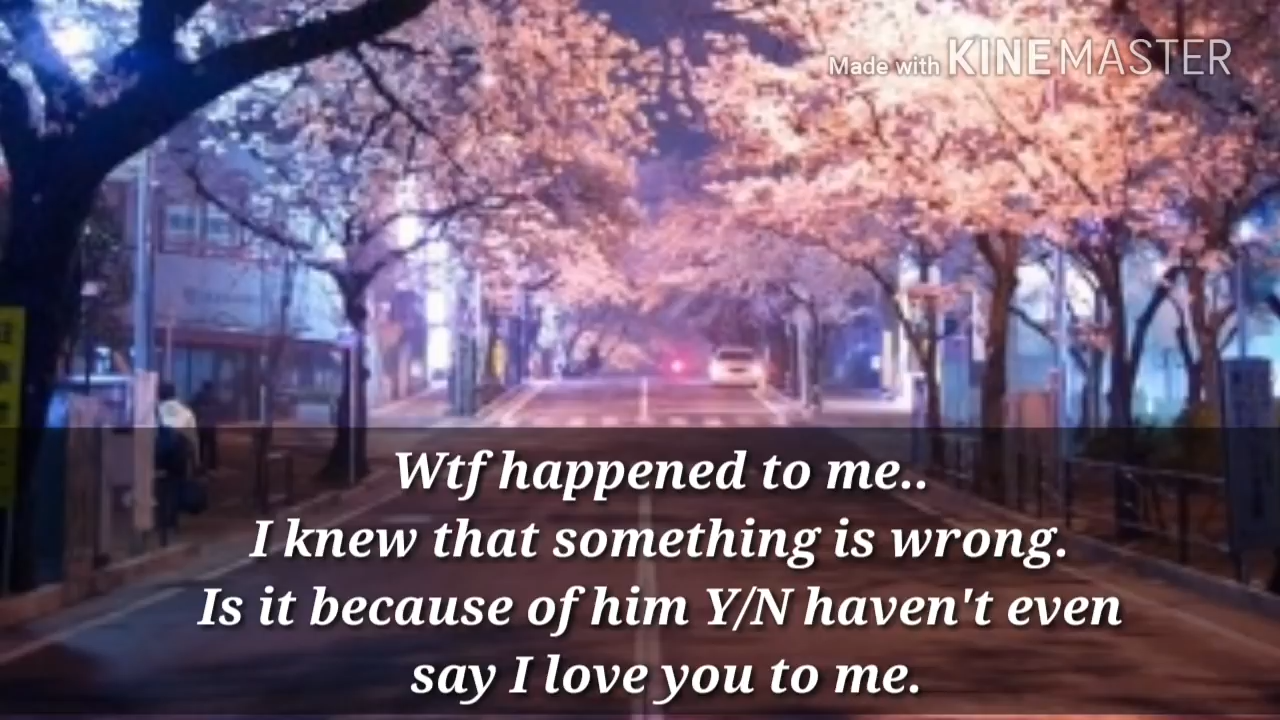 Made with KINEMASTER
Wtf happened to me..
I knew that something is wrong.
Is it because of him Y/N haven't even
say I love you to me.